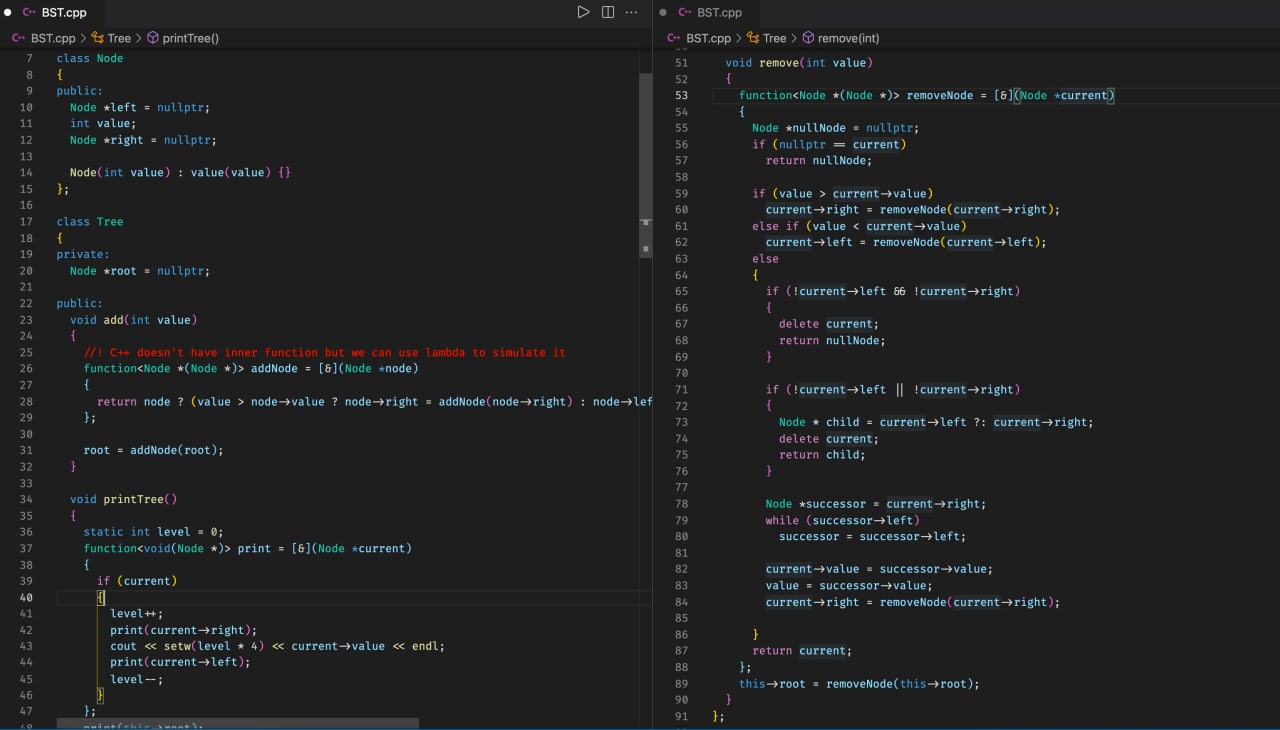 BST.cpp
BST.cpp > Tree > printTree()
7 class Node
8 {
9 public:
10 Node *left = nullptr;
11 int value;
12 Node *right = nullptr;
13
14 Node(int value) : value(value) {}
15 };
16
17 class Tree
18 {
19 private:
20 Node *root = nullptr;
21
22 public:
23 void add(int value)
24 {
25 //! C++ doesn't have inner function but we can use lambda to simulate it
26 function<Node *(Node *)> addNode = [&](Node *node)
27 {
28 return node ? (value > node->value ? node->right = addNode(node->right) : node->lef
29 };
30
31 root = addNode(root);
32 }
33
34 void printTree()
35 {
36 static int level = 0;
37 function<void(Node *)> print = [&](Node *current)
38 {
39 if (current)
40 {
41 level++;
42 print(current->right);
43 cout << setw(level * 4) << current->value << endl;
44 print(current->left);
45 level--;
46 }
47 };
48 print(this->root);
BST.cpp
BST.cpp > Tree > remove(int)
51 void remove(int value)
52 {
53 function<Node *(Node *)> removeNode = [&](Node *current)
54 {
55 Node *nullNode = nullptr;
56 if (nullptr == current)
57 return nullNode;
58
59 if (value > current->value)
60 current->right = removeNode(current->right);
61 else if (value < current->value)
62 current->left = removeNode(current->left);
63 else
64 {
65 if (!current->left && !current->right)
66 {
67 delete current;
68 return nullNode;
69 }
70
71 if (!current->left || !current->right)
72 {
73 Node * child = current->left ?: current->right;
74 delete current;
75 return child;
76 }
77
78 Node *successor = current->right;
79 while (successor->left)
80 successor = successor->left;
81
82 current->value = successor->value;
83 value = successor->value;
84 current->right = removeNode(current->right);
85
86 }
87 return current;
88 };
89 this->root = removeNode(this->root);
90 }
91 };